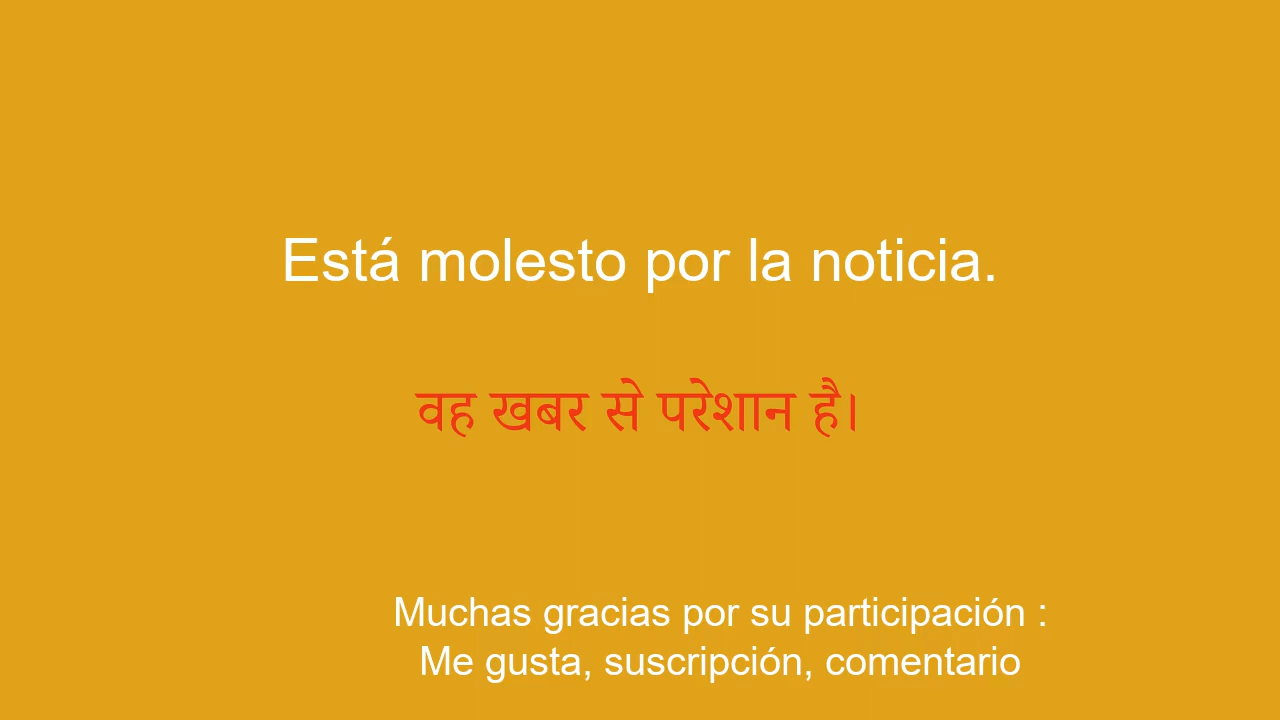 Está molesto por la noticia.
वह खबर से परेशान है।
Muchas gracias por su participación :
Me gusta, suscripción, comentario